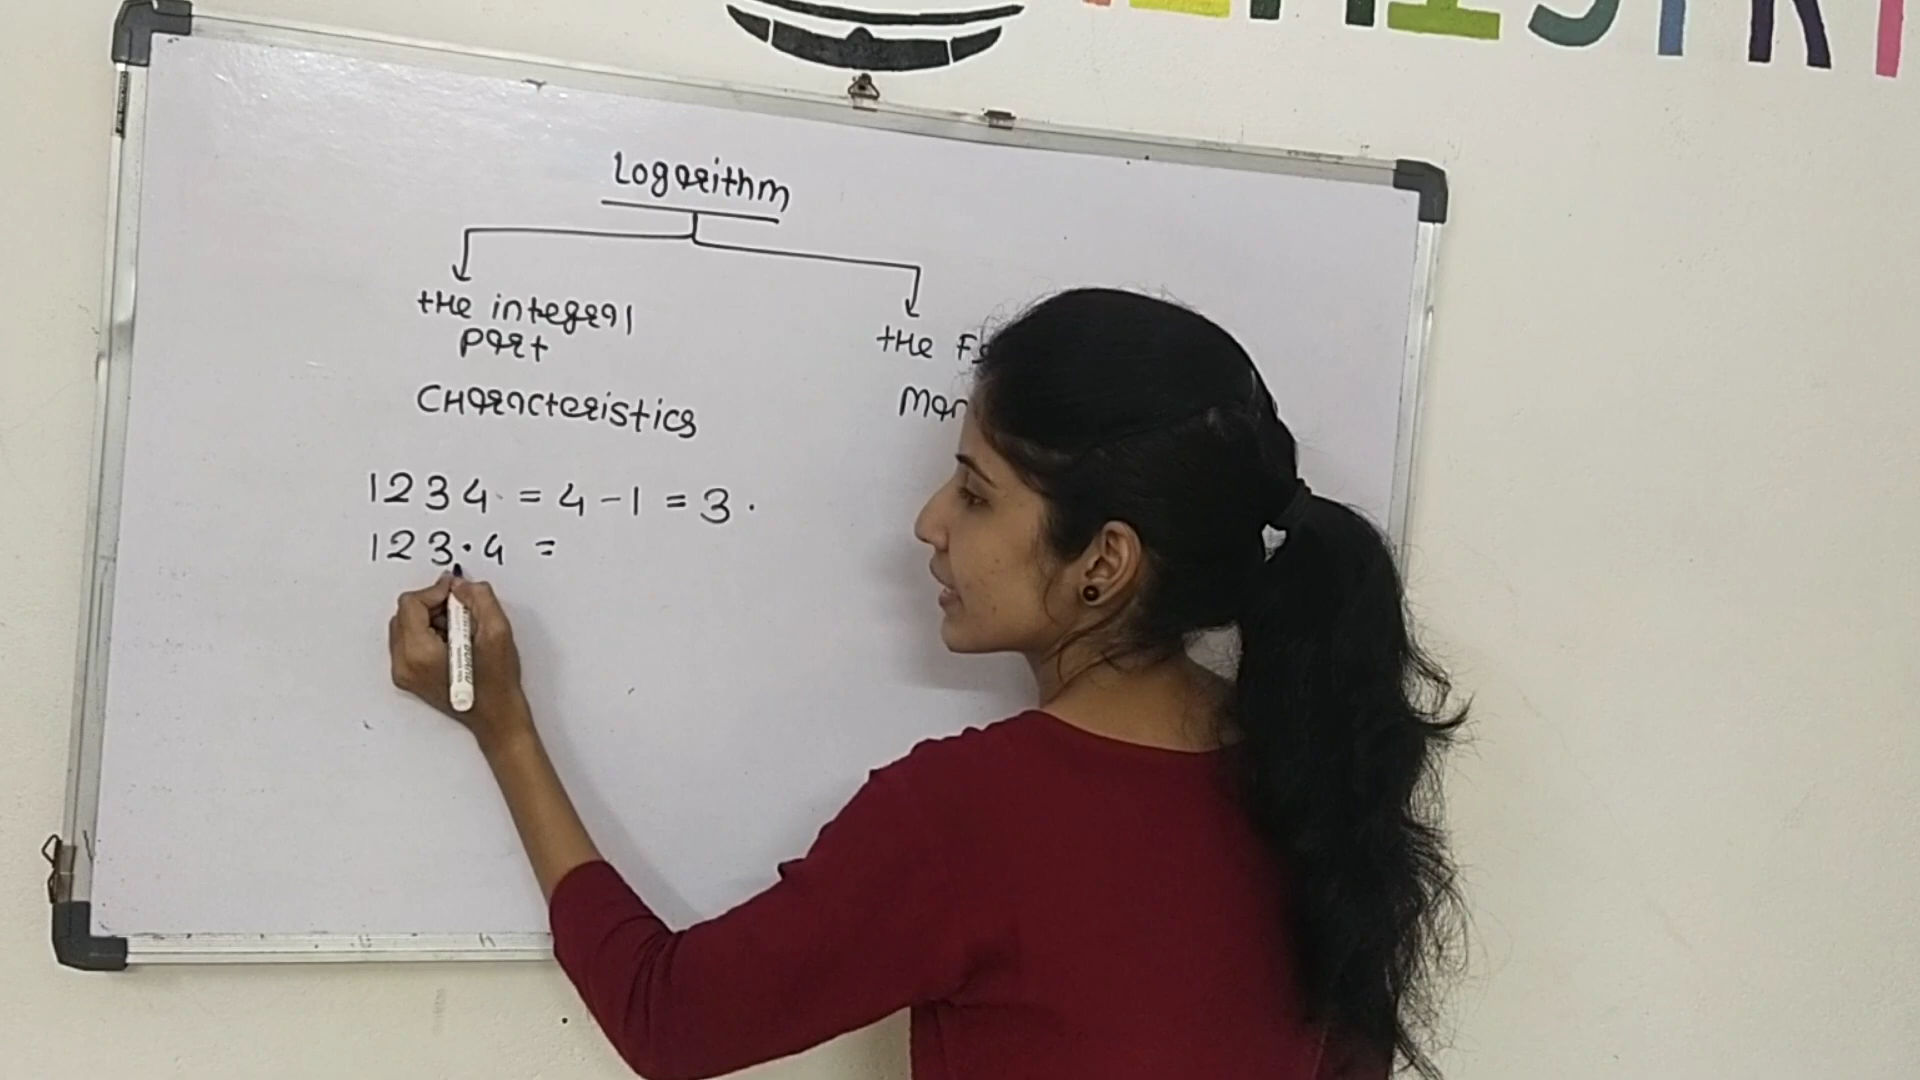 Logarithm
the integral
part
the
Characteristics
1234 = 4 - 1 = 3.
123.4 =